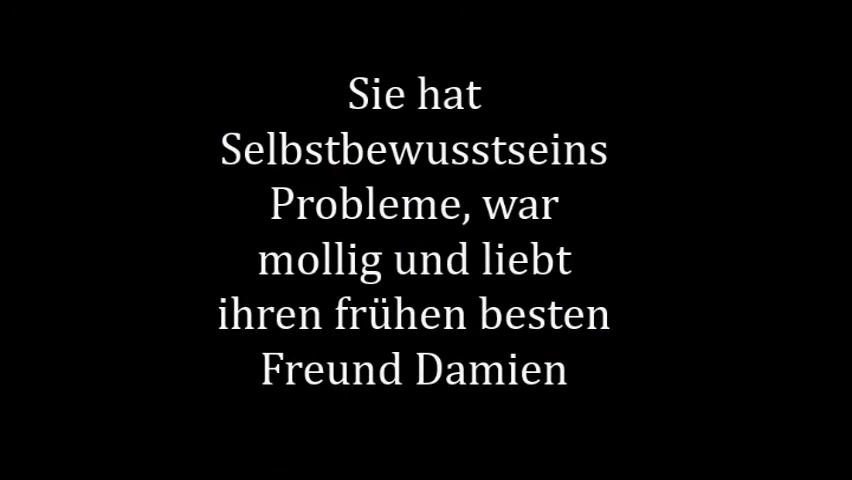 Sie hat
Selbstbewusstseins
Probleme, war
mollig und liebt
ihren frühen besten
Freund Damien